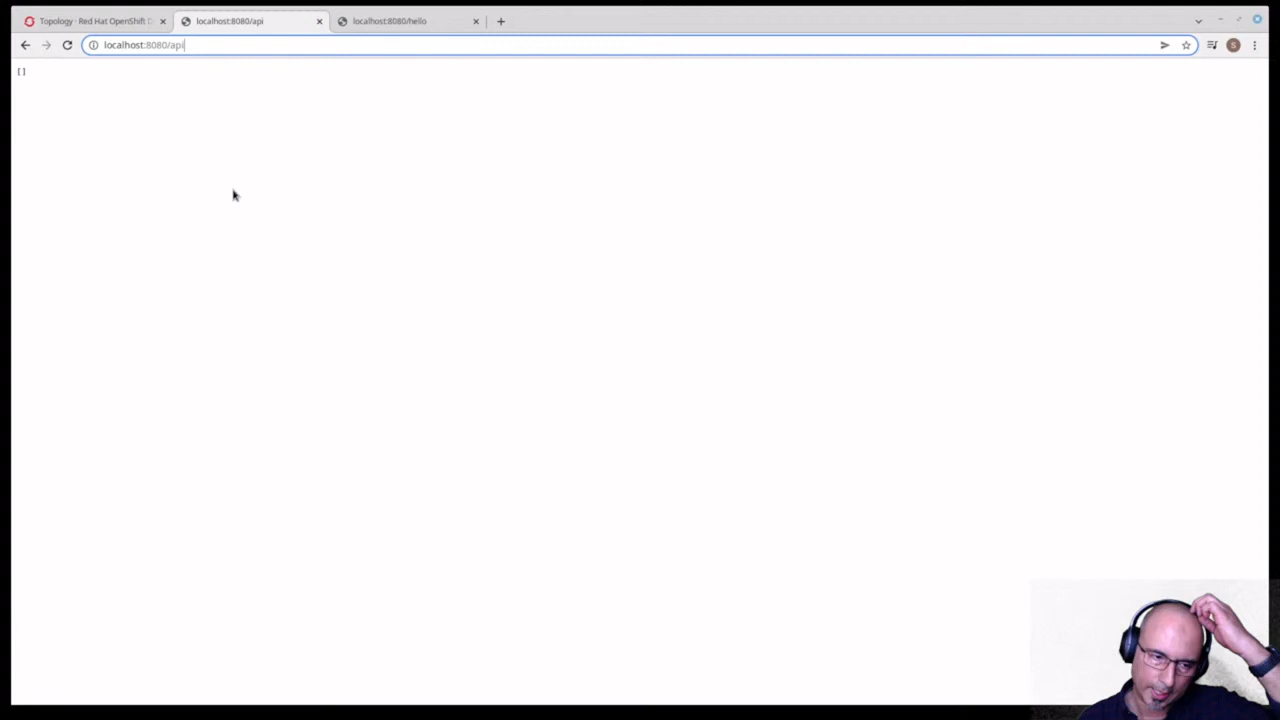 Topology · Red Hat OpenShift D
localhost:8080/api
localhost:8080/hello
localhost:8080/api
S
[]